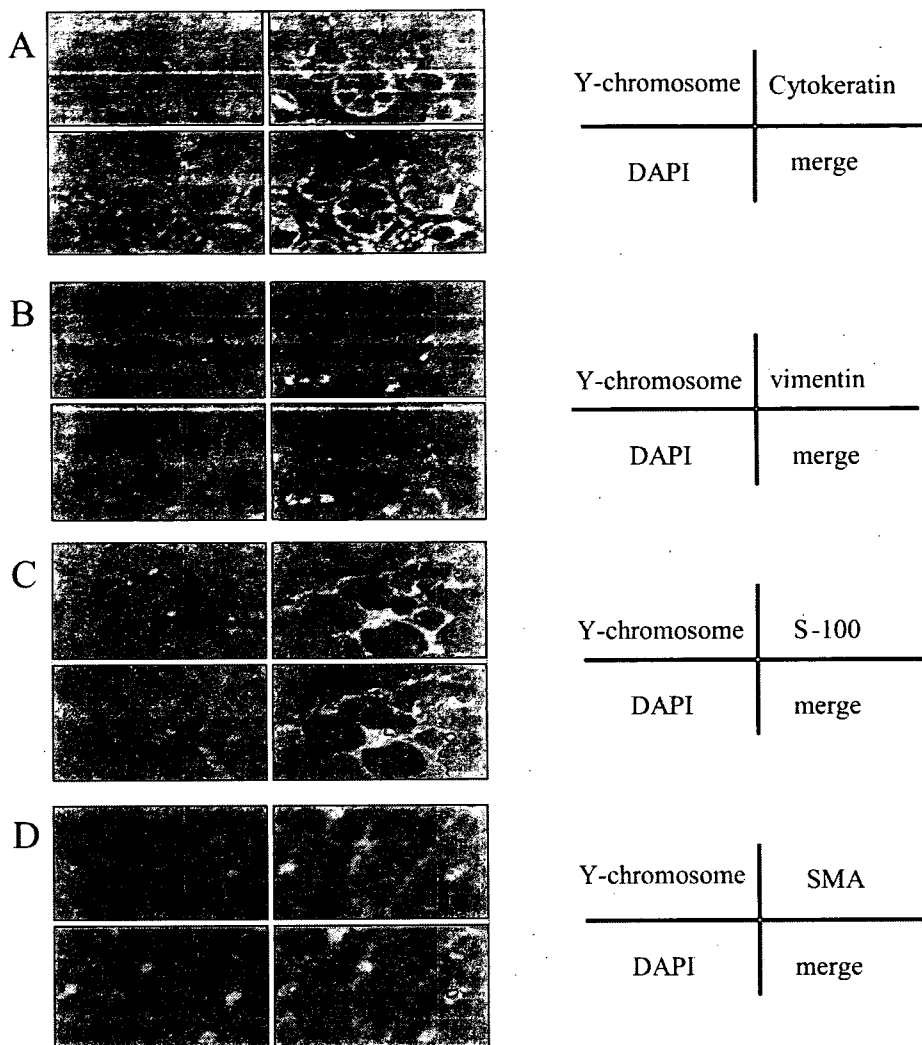 A
Y-chromosome Cytokeratin
DAPI merge
B
Y-chromosome vimentin
DAPI merge
C
Y-chromosome S-100
DAPI merge
D
Y-chromosome SMA
DAPI merge